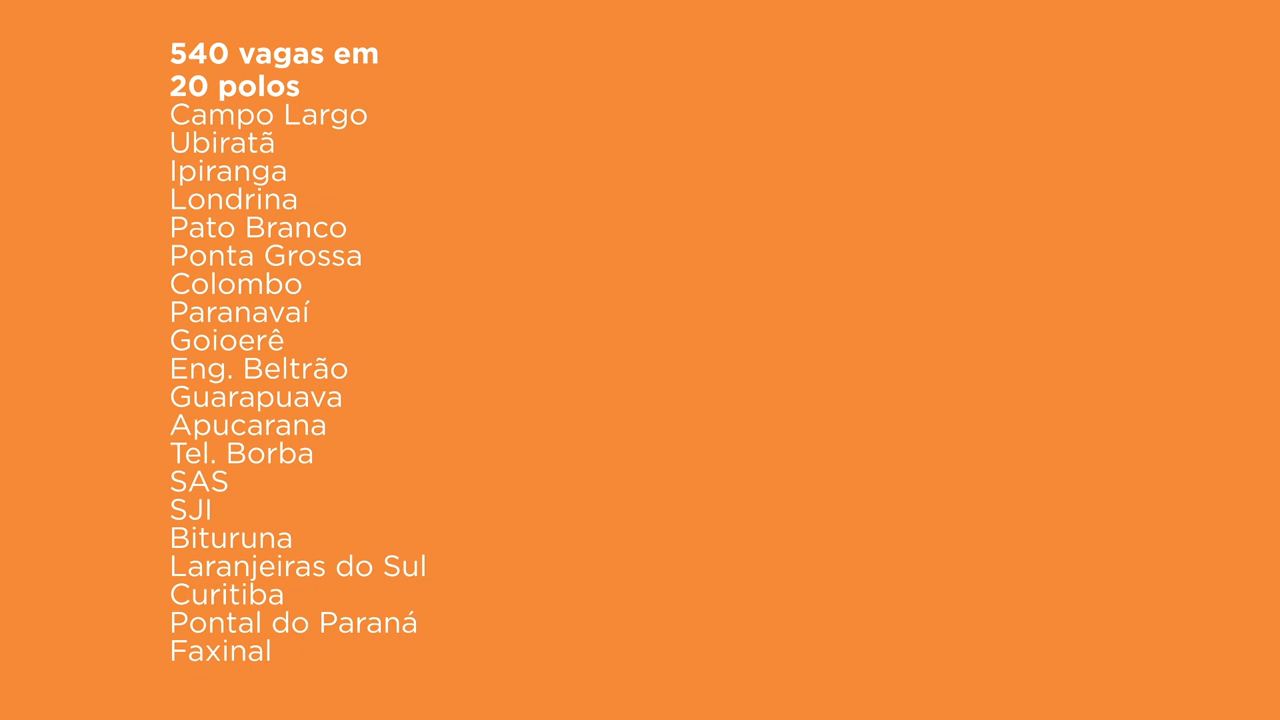 540 vagas em
20 polos
Campo Largo
Ubiratã
Ipiranga
Londrina
Pato Branco
Ponta Grossa
Colombo
Paranavaí
Goioerê
Eng. Beltrão
Guarapuava
Apucarana
Tel. Borba
SAS
SJI
Bituruna
Laranjeiras do Sul
Curitiba
Pontal do Paraná
Faxinal